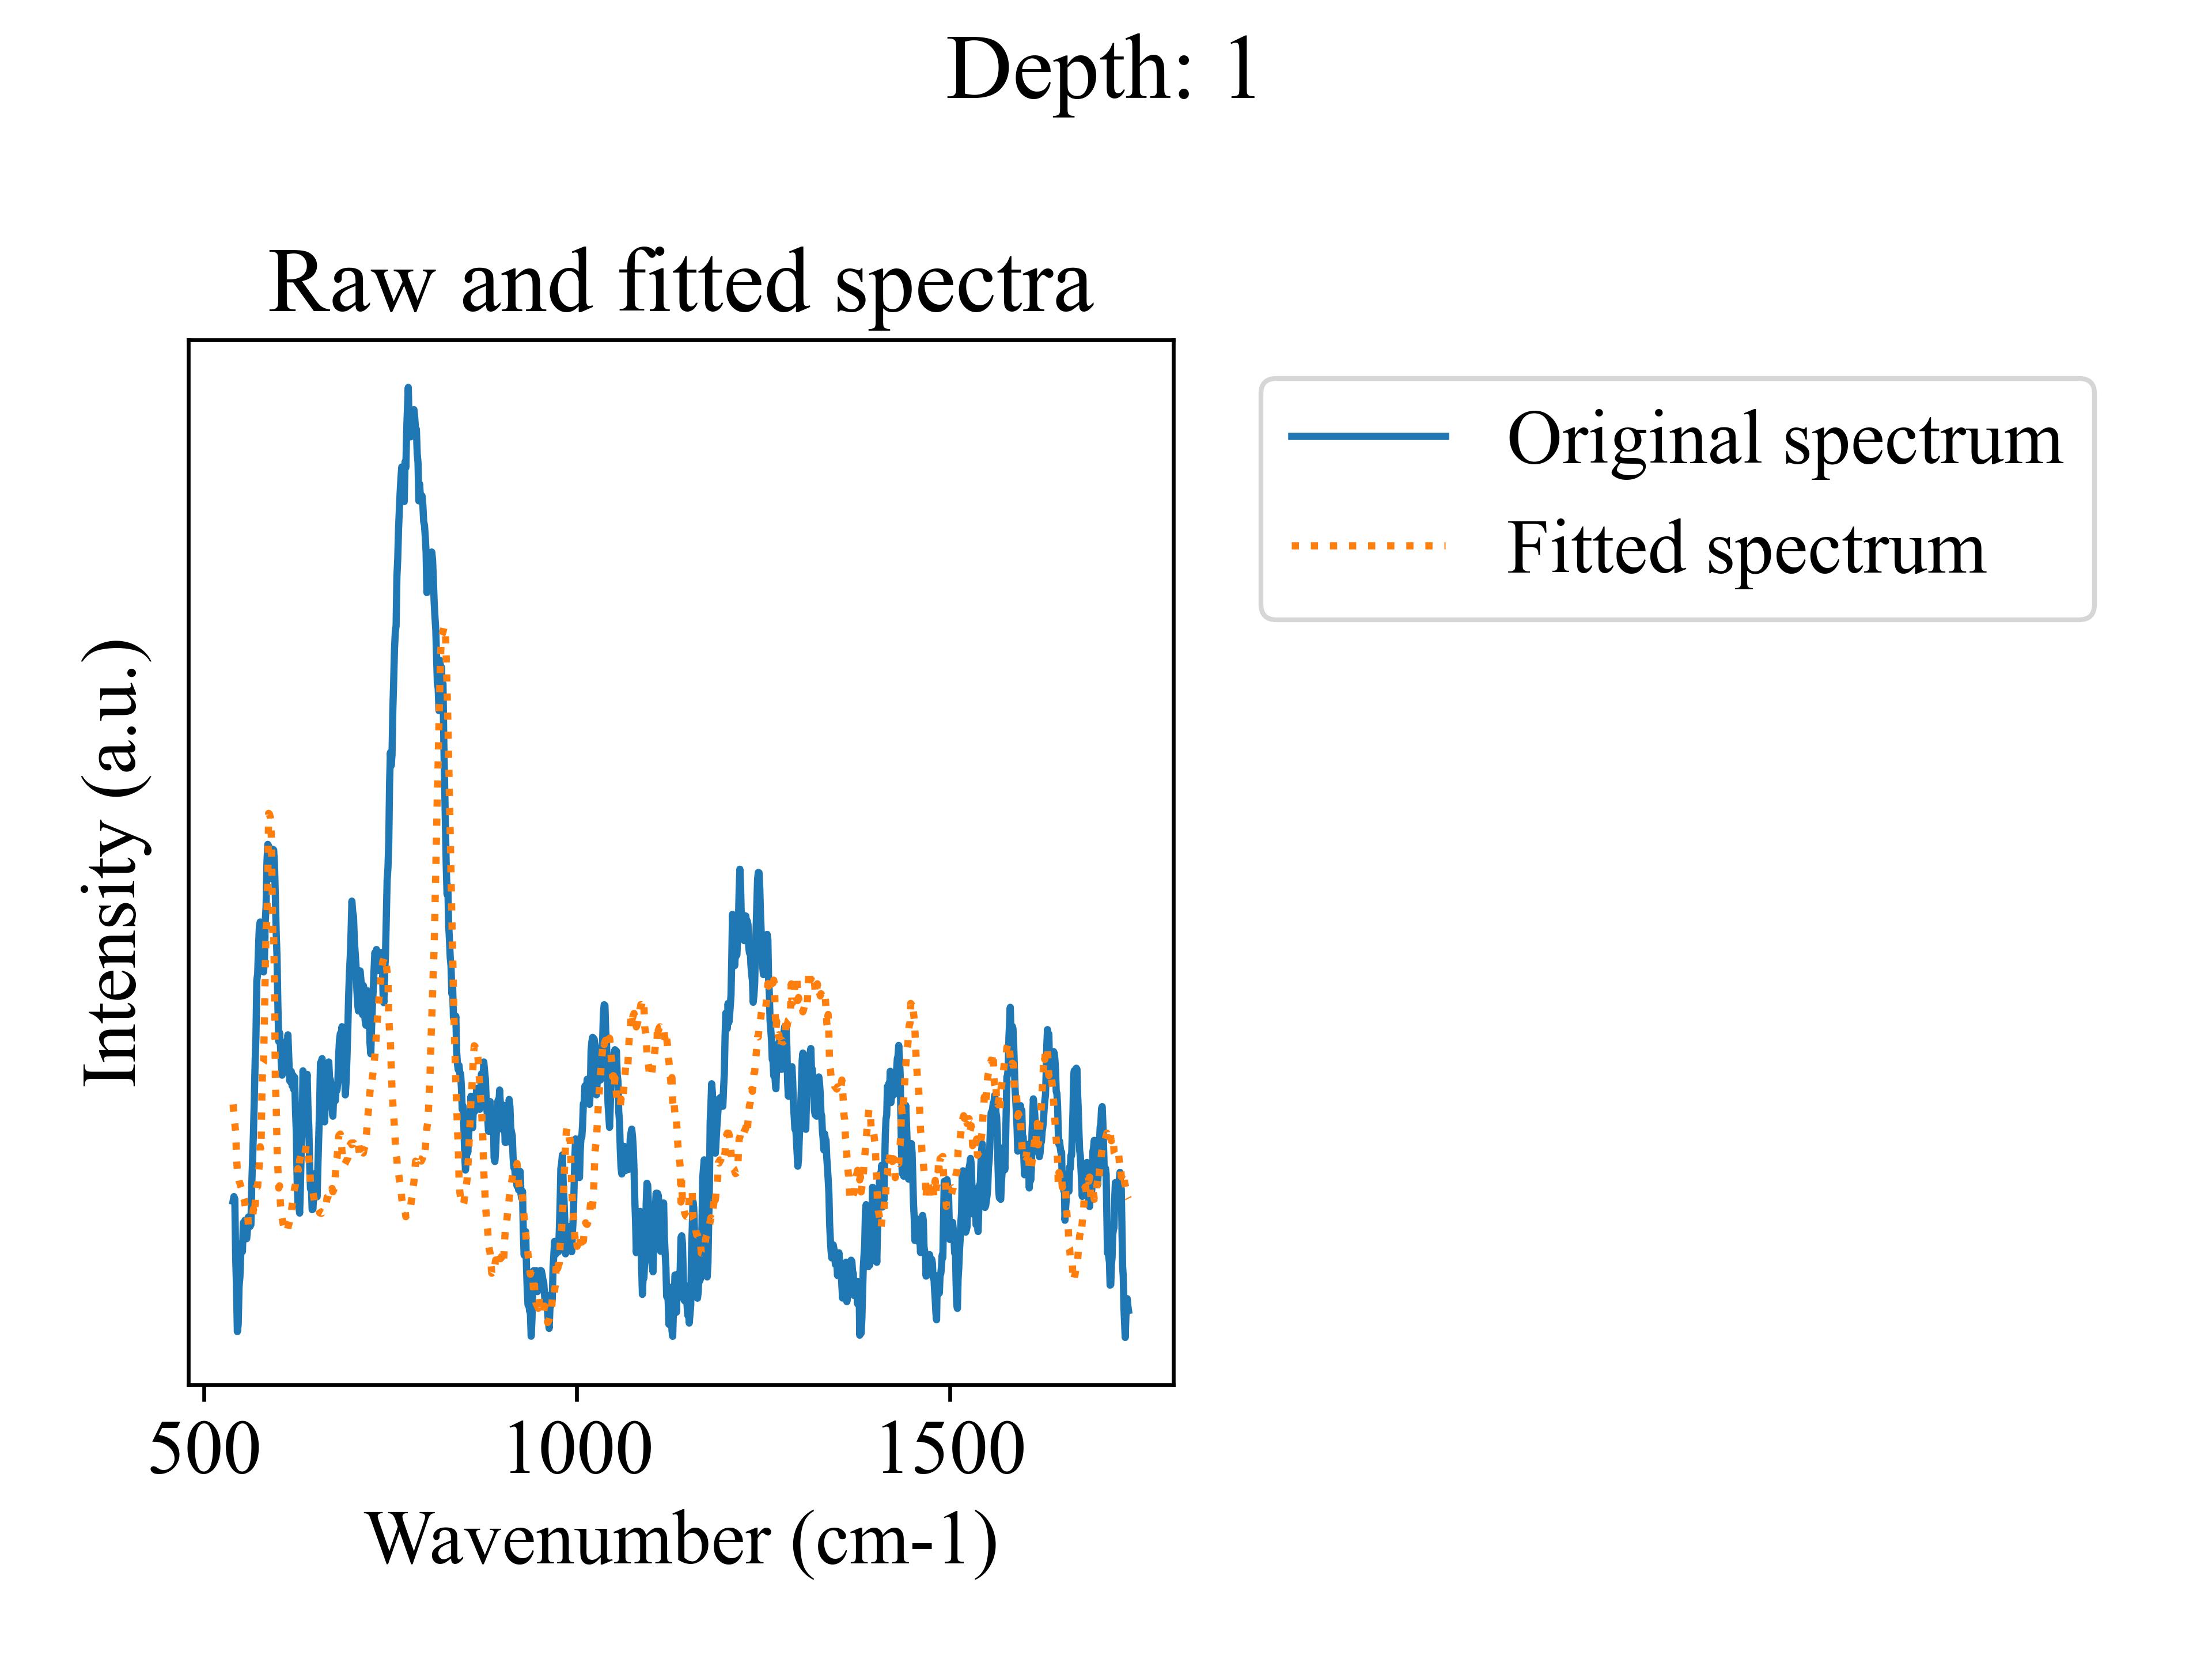 Depth: 1
Raw and fitted spectra
Original spectrum
Fitted spectrum
Intensity (a.u.)
500 1000 1500
Wavenumber (cm-1)